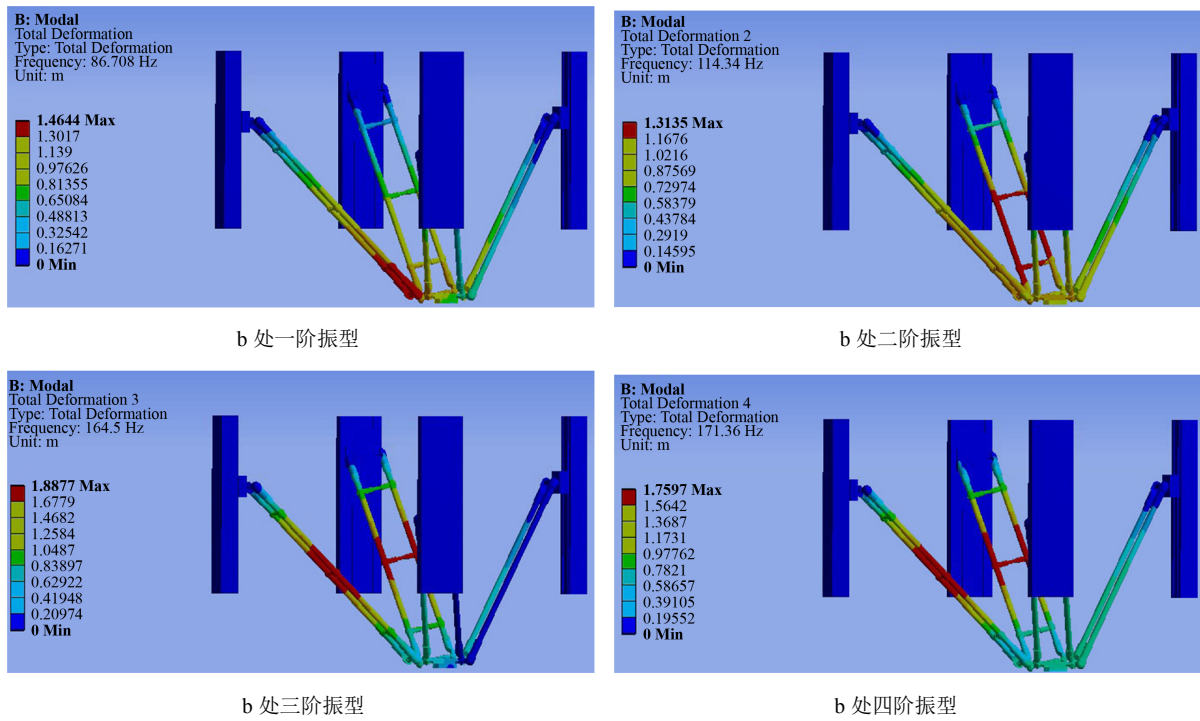 B: Modal
Total Deformation
Type: Total Deformation
Frequency: 86.708 Hz
Unit: m
1.4644 Max
1.3017
1.139
0.97626
0.81355
0.65084
0.48813
0.32542
0.16271
0 Min
b 处一阶振型
B: Modal
Total Deformation 2
Type: Total Deformation
Frequency: 114.34 Hz
Unit: m
1.3135 Max
1.1676
1.0216
0.87569
0.72974
0.58379
0.43784
0.2919
0.14595
0 Min
b 处二阶振型
B: Modal
Total Deformation 3
Type: Total Deformation
Frequency: 164.5 Hz
Unit: m
1.8877 Max
1.6779
1.4682
1.2584
1.0487
0.83897
0.62922
0.41948
0.20974
0 Min
b 处三阶振型
B: Modal
Total Deformation 4
Type: Total Deformation
Frequency: 171.36 Hz
Unit: m
1.7597 Max
1.5642
1.3687
1.1731
0.97762
0.7821
0.58657
0.39105
0.19552
0 Min
b 处四阶振型